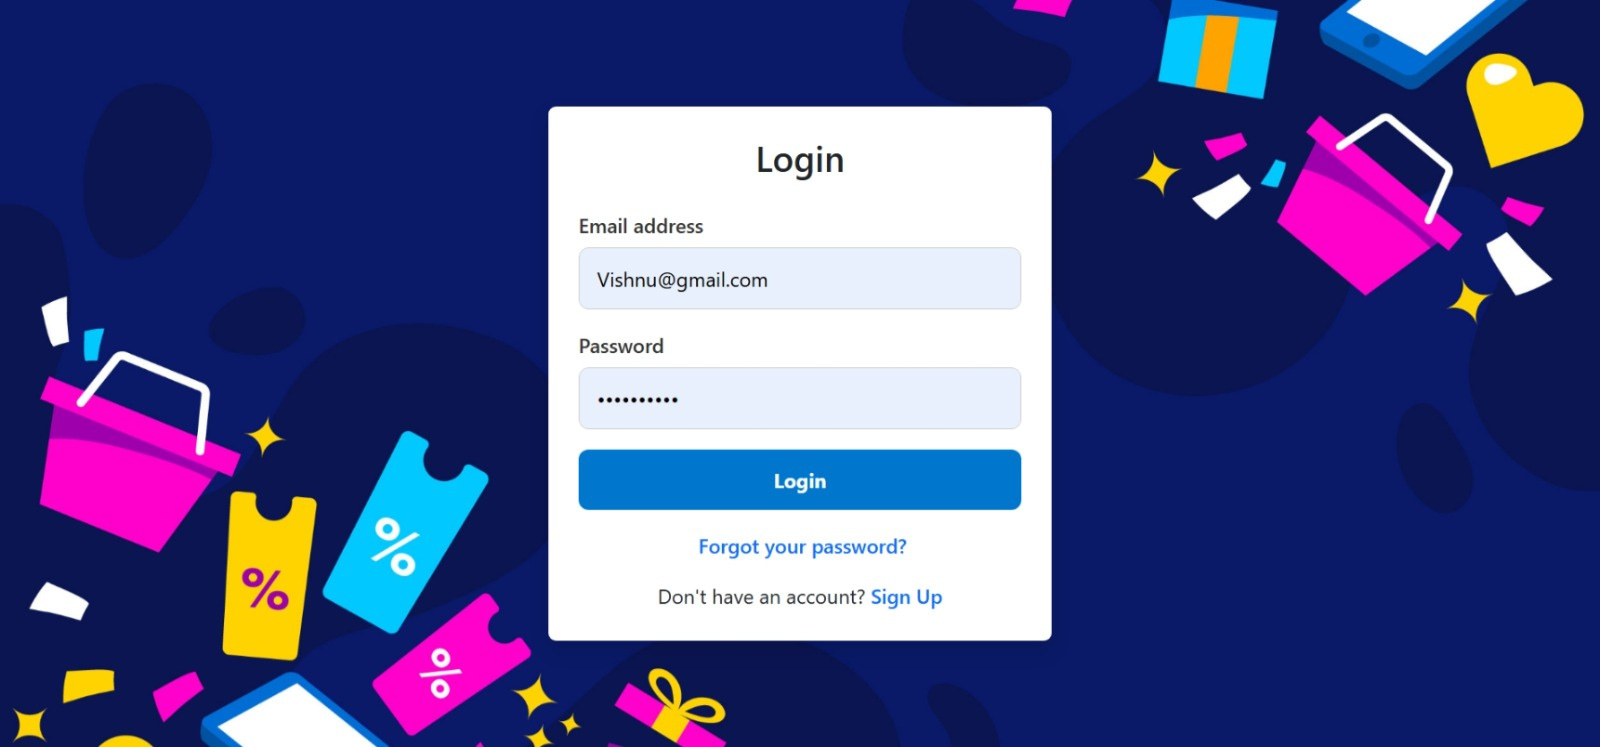 Login
Email address
Vishnu@gmail.com
Password
••••••••••
Login
Forgot your password?
Don't have an account? Sign Up
%
%
%